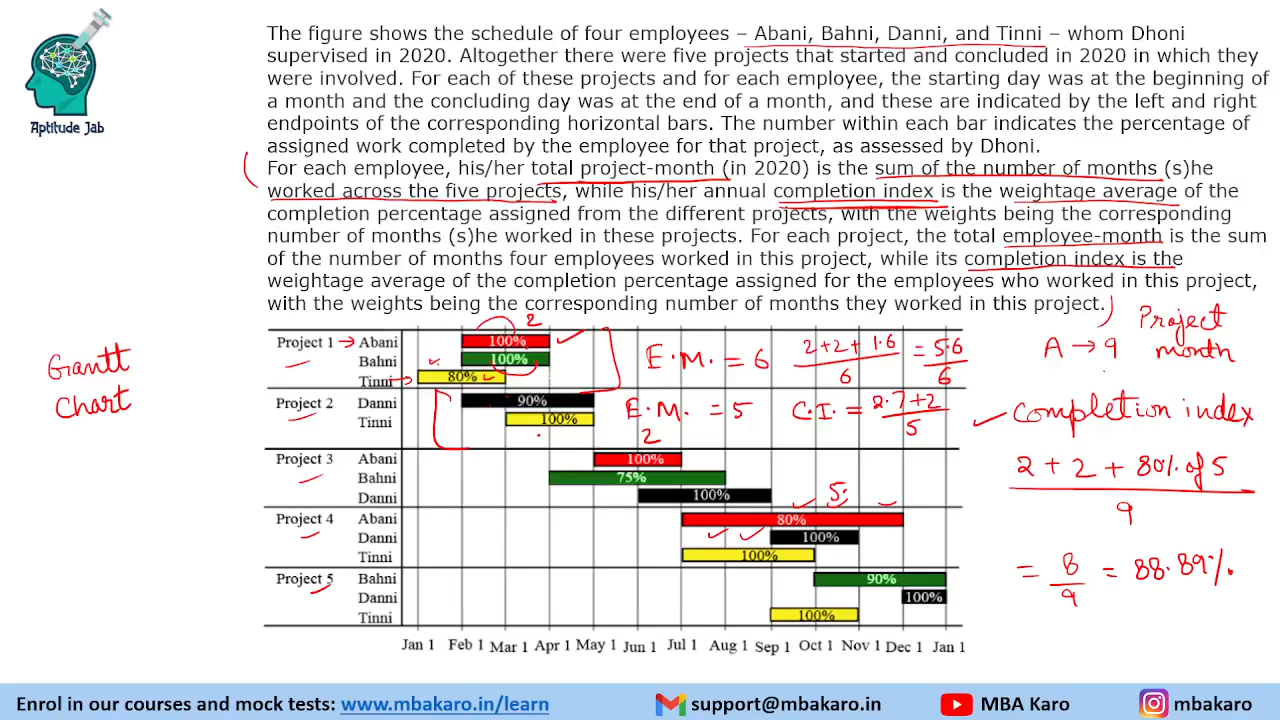 The figure shows the schedule of four employees – Abani, Bahni, Danni, and Tinni – whom Dhoni
supervised in 2020. Altogether there were five projects that started and concluded in 2020 in which they
were involved. For each of these projects and for each employee, the starting day was at the beginning of
a month and the concluding day was at the end of a month, and these are indicated by the left and right
endpoints of the corresponding horizontal bars. The number within each bar indicates the percentage of
assigned work completed by the employee for that project, as assessed by Dhoni.
For each employee, his/her total project-month (in 2020) is the sum of the number of months (s)he
worked across the five projects, while his/her annual completion index is the weightage average of the
completion percentage assigned from the different projects, with the weights being the corresponding
number of months (s)he worked in these projects. For each project, the total employee-month is the sum
of the number of months four employees worked in this project, while its completion index is the
weightage average of the completion percentage assigned for the employees who worked in this project,
with the weights being the corresponding number of months they worked in this project.
Aptitude Jab
Gantt
Chart
2
Project 1 Abani 100%
Bahni 100%
Tinni 80%
E.M. = 6 2+2+1.6 = 5.6
6 6
Project 2 Danni 90%
Tinni 100%
E.M. = 5 C.I. = 2.7+2
5
2
Project 3 Abani 100%
Bahni 75%
Danni 100%
5.
Project 4 Abani 80%
Danni 100%
Tinni 100%
Project 5 Bahni 90%
Danni 100%
Tinni 100%
Jan 1 Feb 1 Mar 1 Apr 1 May 1 Jun 1 Jul 1 Aug 1 Sep 1 Oct 1 Nov 1 Dec 1 Jan 1
Project
A → 9 month
Completion index
2 + 2 + 80% of 5
9
= 8 = 88.89%
9
Enrol in our courses and mock tests: www.mbakaro.in/learn support@mbakaro.in MBA Karo mbakaro